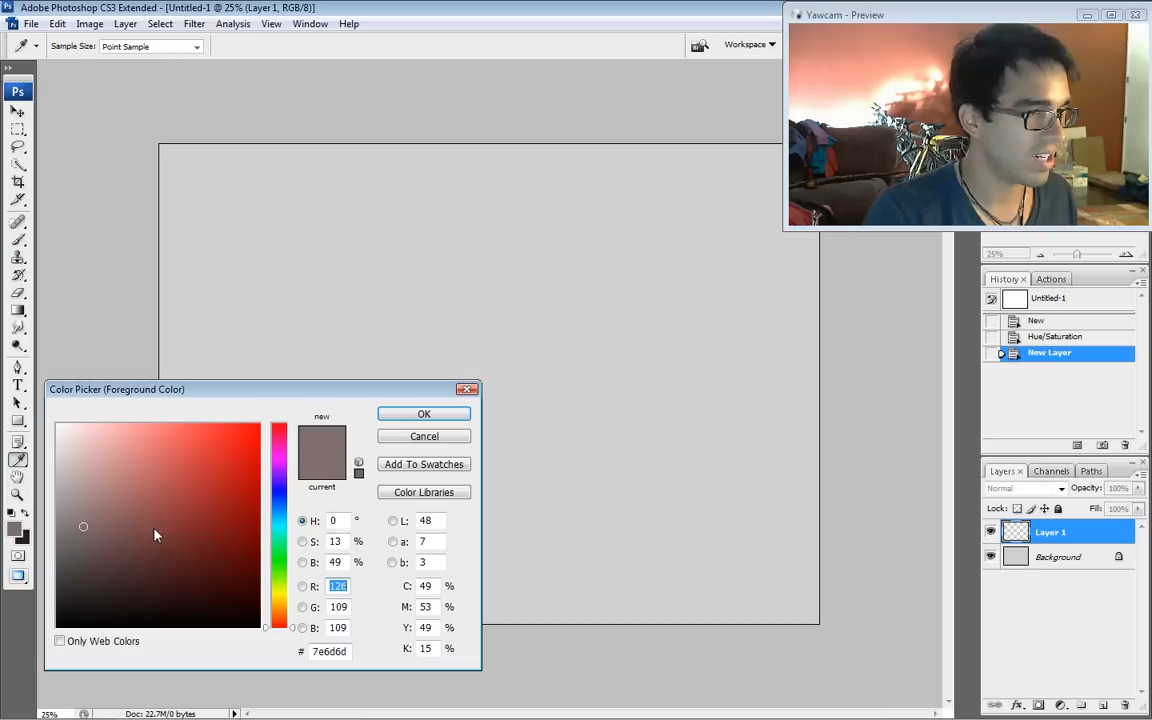 Adobe Photoshop CS3 Extended - [Untitled-1 @ 25% (Layer 1, RGB/8)]
File Edit Image Layer Select Filter Analysis View Window Help
Sample Size: Point Sample
Workspace
Yawcam - Preview
Ps
T
25%
History Actions
Untitled-1
New
Hue/Saturation
New Layer
Layers Channels Paths
Normal Opacity: 100%
Lock: Fill: 100%
Layer 1
Background
Color Picker (Foreground Color)
new
current
OK
Cancel
Add To Swatches
Color Libraries
H: 0 ° L: 48
S: 13 % a: 7
B: 49 % b: 3
R: 126 C: 49 %
G: 109 M: 53 %
B: 109 Y: 49 %
# 7e6d6d K: 15 %
Only Web Colors
25% Doc: 22.7M/0 bytes